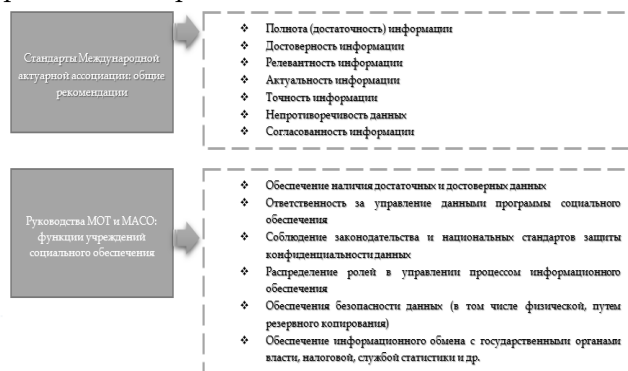 Стандарты Международной
актуарной ассоциации: общие
рекомендации
❖ Полнота (достаточность) информации
❖ Достоверность информации
❖ Релевантность информации
❖ Актуальность информации
❖ Точность информации
❖ Непротиворечивость данных
❖ Согласованность информации
Руководства МОТ и МАСО:
функции учреждений
социального обеспечения
❖ Обеспечение наличия достаточных и достоверных данных
❖ Ответственность за управление данными программы социального
обеспечения
❖ Соблюдение законодательства и национальных стандартов защиты
конфиденциальности данных
❖ Распределение ролей в управлении процессом информационного
обеспечения
❖ Обеспечения безопасности данных (в том числе физической, путем
резервного копирования)
❖ Обеспечение информационного обмена с государственными органами
власти, налоговой, службой статистики и др.